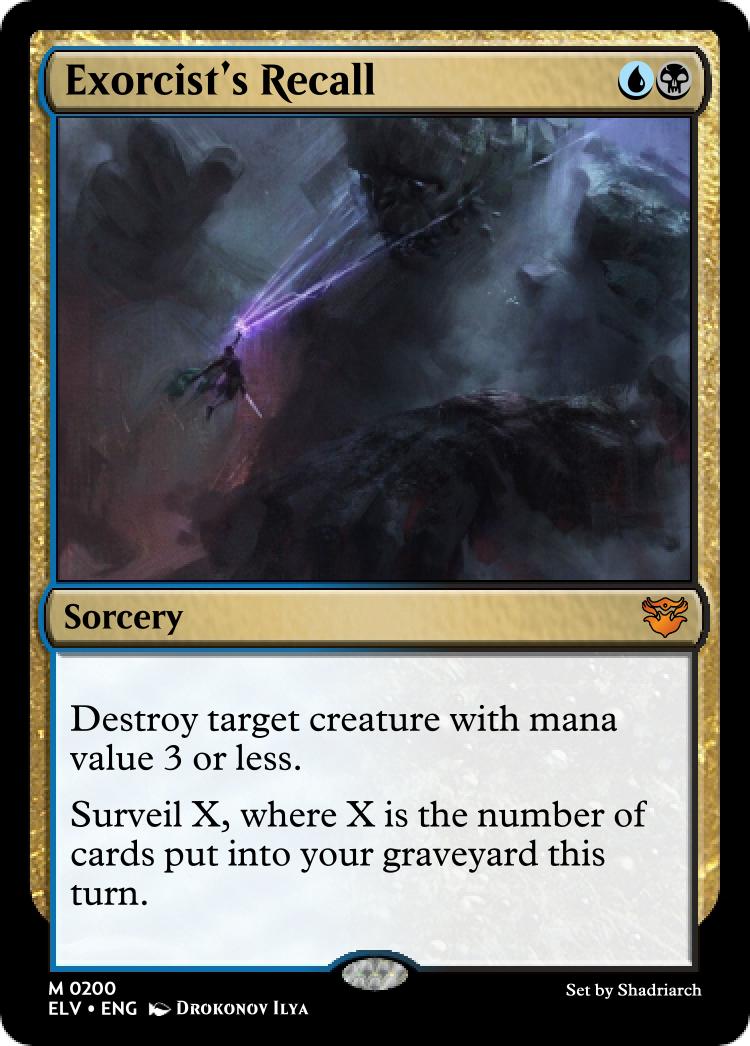 Exorcist's Recall
Sorcery
Destroy target creature with mana
value 3 or less.
Surveil X, where X is the number of
cards put into your graveyard this
turn.
M 0200
Set by Shadriarch
ELV • ENG Drokonov Ilya